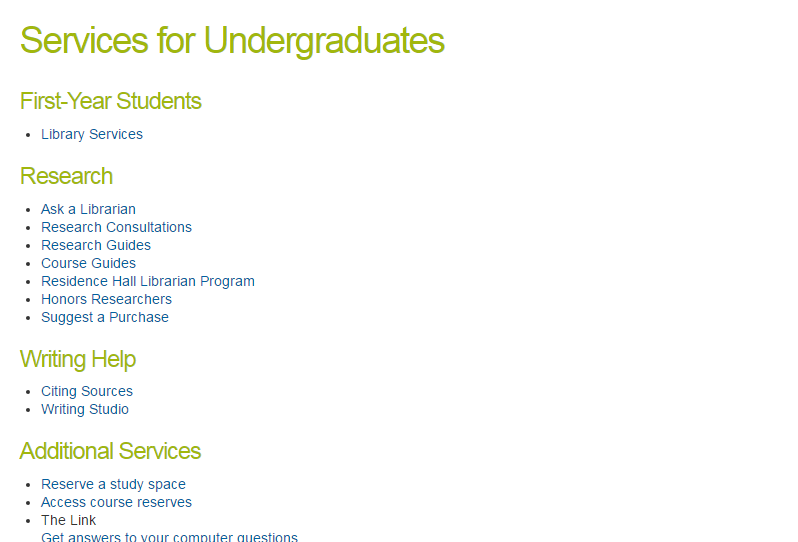 Services for Undergraduates
First-Year Students
Library Services
Research
Ask a Librarian
Research Consultations
Research Guides
Course Guides
Residence Hall Librarian Program
Honors Researchers
Suggest a Purchase
Writing Help
Citing Sources
Writing Studio
Additional Services
Reserve a study space
Access course reserves
The Link
Get answers to your computer questions